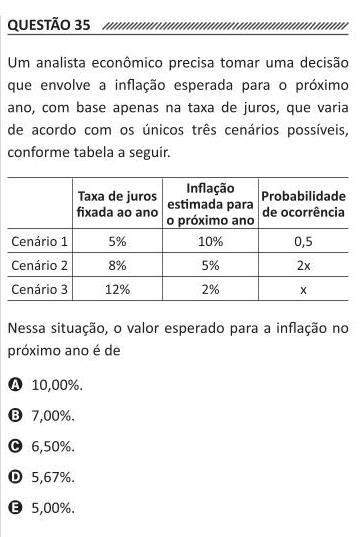 QUESTÃO 35
Um analista econômico precisa tomar uma decisão
que envolve a inflação esperada para o próximo
ano, com base apenas na taxa de juros, que varia
de acordo com os únicos três cenários possíveis,
conforme tabela a seguir.
Taxa de juros fixada ao ano Inflação estimada para o próximo ano Probabilidade de ocorrência
Cenário 1 5% 10% 0,5
Cenário 2 8% 5% 2x
Cenário 3 12% 2% x
Nessa situação, o valor esperado para a inflação no
próximo ano é de
A 10,00%.
B 7,00%.
C 6,50%.
D 5,67%.
E 5,00%.